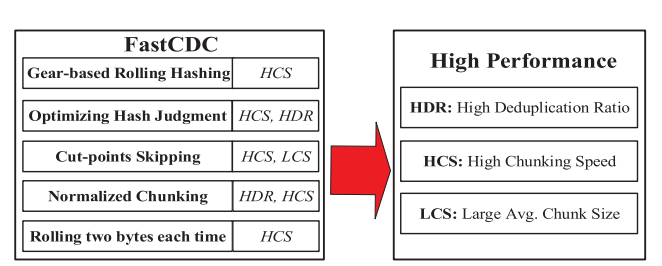 FastCDC
Gear-based Rolling Hashing HCS
Optimizing Hash Judgment HCS, HDR
Cut-points Skipping HCS, LCS
Normalized Chunking HDR, HCS
Rolling two bytes each time HCS
High Performance
HDR: High Deduplication Ratio
HCS: High Chunking Speed
LCS: Large Avg. Chunk Size